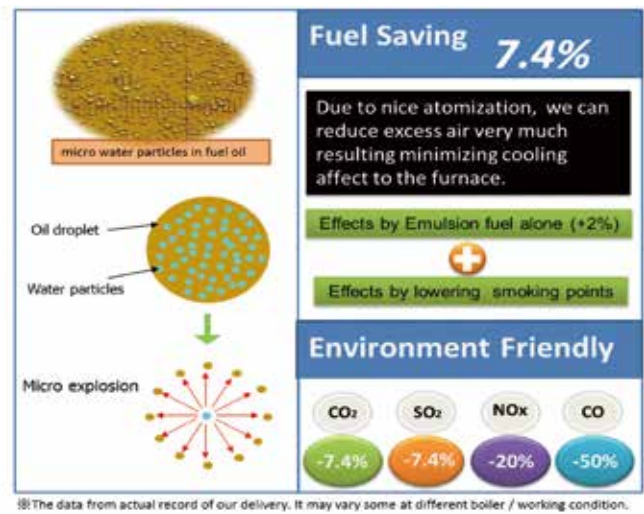 micro water particles in fuel oil
Oil droplet
Water particles
Micro explosion
Fuel Saving 7.4%
Due to nice atomization, we can
reduce excess air very much
resulting minimizing cooling
affect to the furnace.
Effects by Emulsion fuel alone (+2%)
Effects by lowering smoking points
Environment Friendly
CO₂ SO₂ NOx CO
-7.4% -7.4% -20% -50%
※The data from actual record of our delivery. It may vary some at different boiler / working condition.